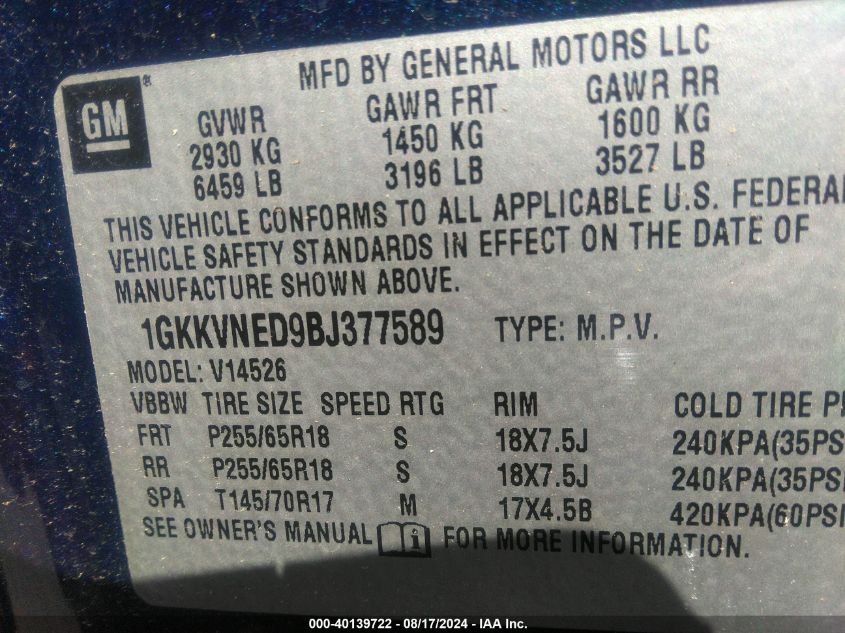 MFD BY GENERAL MOTORS LLC
GM ®
GVWR GAWR FRT GAWR RR
2930 KG 1450 KG 1600 KG
6459 LB 3196 LB 3527 LB
THIS VEHICLE CONFORMS TO ALL APPLICABLE U.S. FEDERAL
VEHICLE SAFETY STANDARDS IN EFFECT ON THE DATE OF
MANUFACTURE SHOWN ABOVE.
1GKKVNED9BJ377589 TYPE: M.P.V.
MODEL: V14526
VBBW TIRE SIZE SPEED RTG RIM COLD TIRE P
FRT P255/65R18 S 18X7.5J 240KPA(35PS
RR P255/65R18 S 18X7.5J 240KPA(35PS
SPA T145/70R17 M 17X4.5B 420KPA(60PSI
SEE OWNER'S MANUAL i FOR MORE INFORMATION.
000-40139722 - 08/17/2024 - IAA Inc.